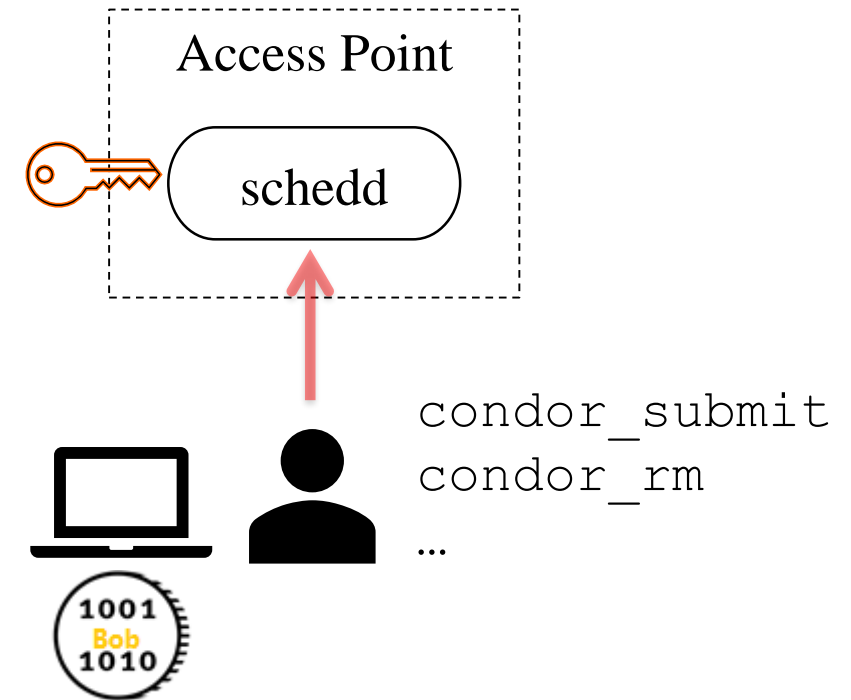 Access Point
schedd
condor_submit
condor_rm
...
1001
Bob
1010